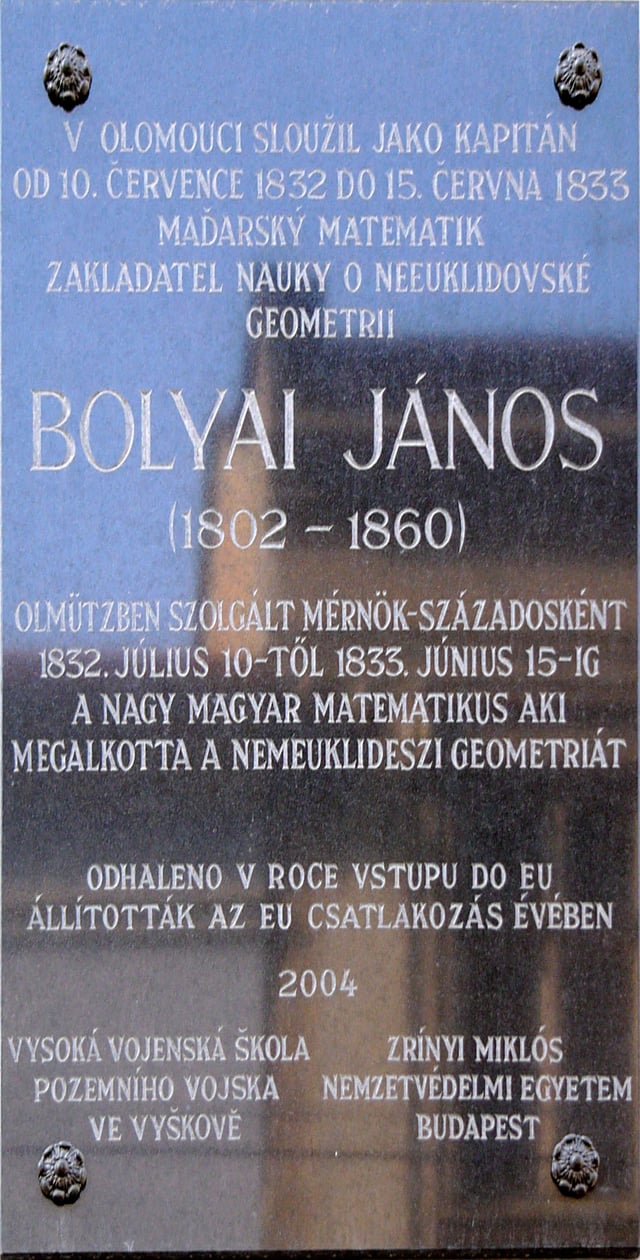 V OLOMOUCI SLOUŽIL JAKO KAPITÁN
OD 10. ČERVENCE 1832 DO 15. ČERVNA 1833
MAĎARSKÝ MATEMATIK
ZAKLADATEL NAUKY O NEEUKLIDOVSKÉ
GEOMETRII
BOLYAI JÁNOS
(1802 – 1860)
OLMÜTZBEN SZOLGÁLT MÉRNÖK-SZÁZADOSKÉNT
1832. JÚLIUS 10-TŐL 1833. JÚNIUS 15-IG
A NAGY MAGYAR MATEMATIKUS AKI
MEGALKOTTA A NEMEUKLIDESZI GEOMETRIÁT
ODHALENO V ROCE VSTUPU DO EU
ÁLLÍTOTTÁK AZ EU CSATLAKOZÁS ÉVÉBEN
2004
VYSOKÁ VOJENSKÁ ŠKOLA
POZEMNÍHO VOJSKA
VE VYŠKOVĚ
ZRÍNYI MIKLÓS
NEMZETVÉDELMI EGYETEM
BUDAPEST